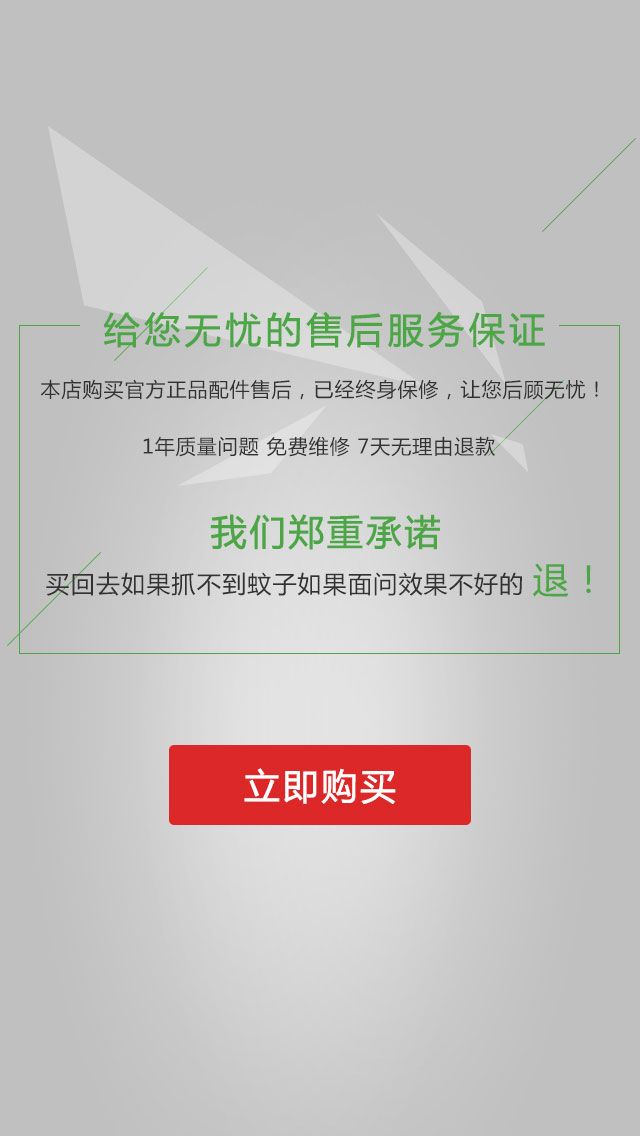 给您无忧的售后服务保证
本店购买官方正品配件售后，已经终身保修，让您后顾无忧！
1年质量问题 免费维修 7天无理由退款
我们郑重承诺
买回去如果抓不到蚊子如果面问效果不好的 退！
立即购买